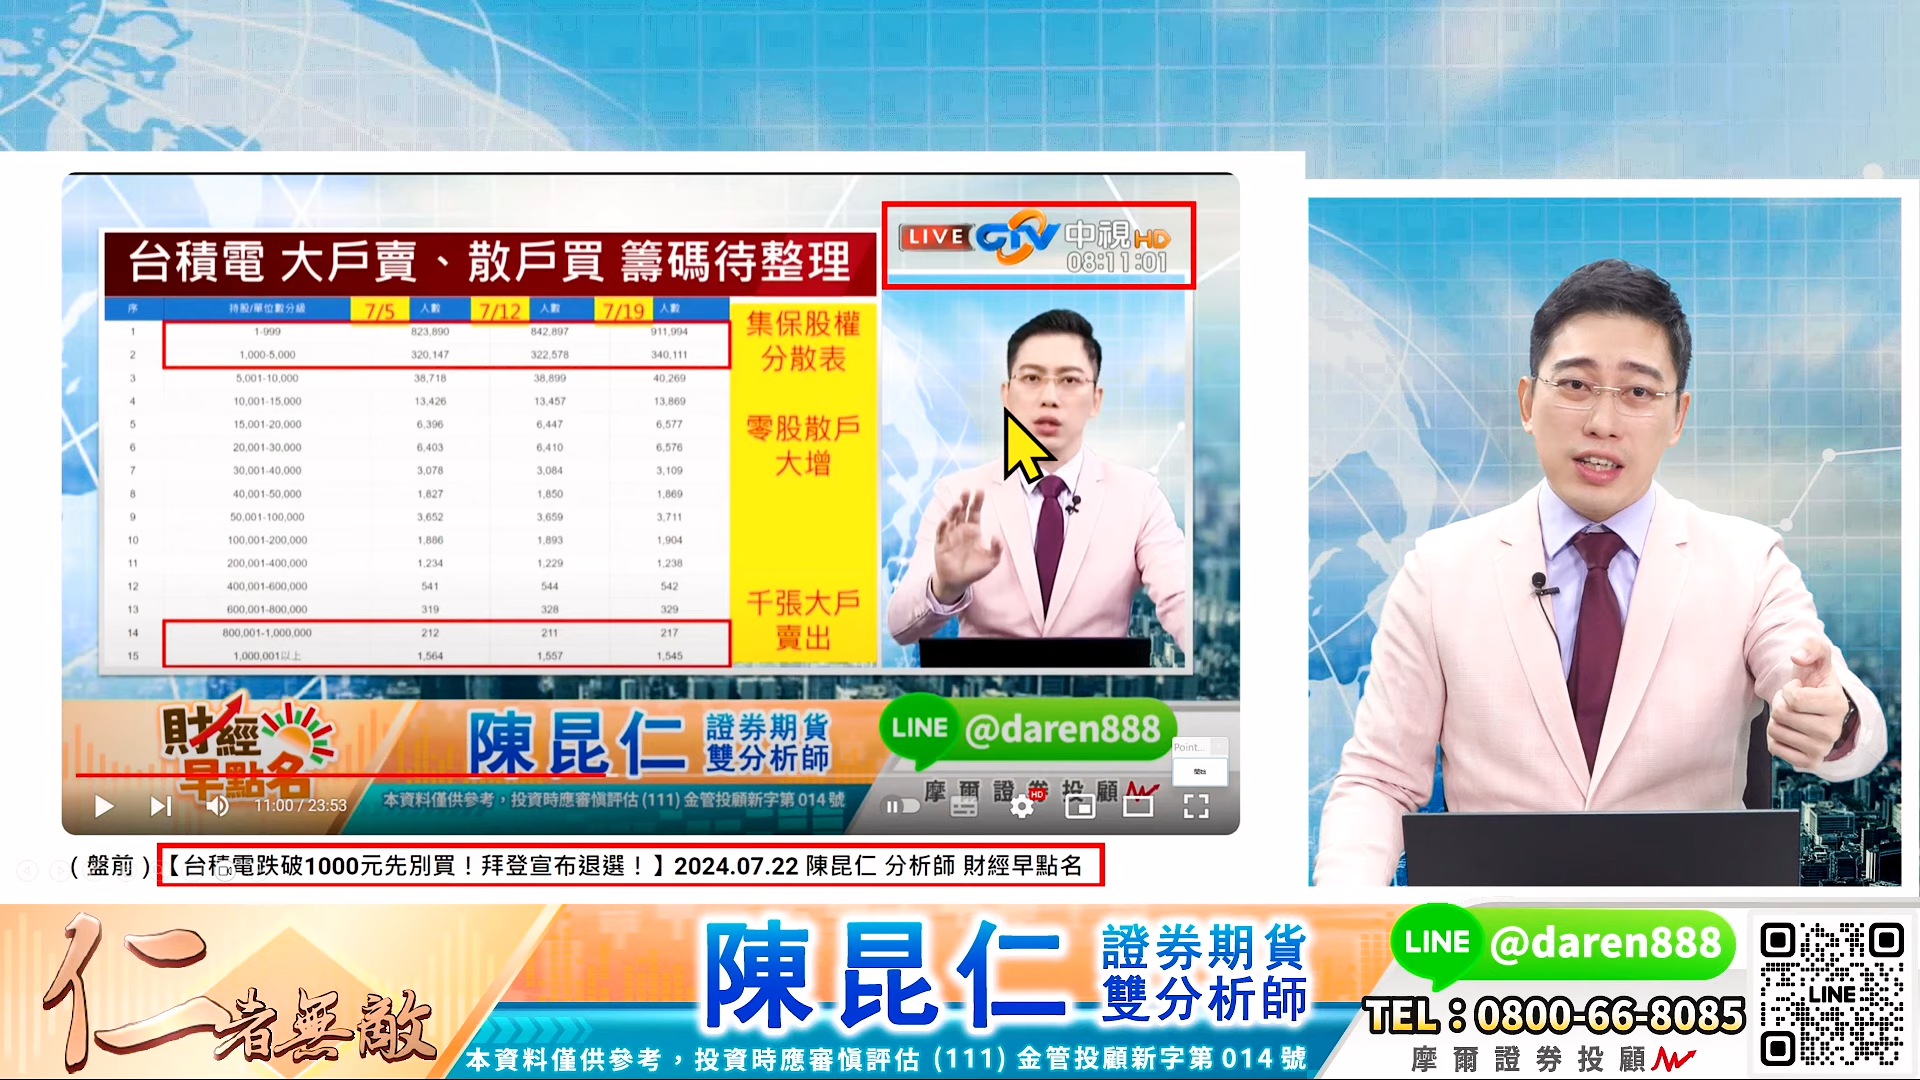 台積電 大戶賣、散戶買 籌碼待整理
LIVE CTV 中視 HD
08:11:01
序 持股/單位數分級 7/5 人數 7/12 人數 7/19 人數
1 1-999 823,890 842,897 911,994
2 1,000-5,000 320,147 322,578 340,111
3 5,001-10,000 38,718 38,899 40,269
4 10,001-15,000 13,426 13,457 13,869
5 15,001-20,000 6,396 6,447 6,577
6 20,001-30,000 6,403 6,410 6,576
7 30,001-40,000 3,078 3,084 3,109
8 40,001-50,000 1,827 1,850 1,869
9 50,001-100,000 3,652 3,659 3,711
10 100,001-200,000 1,886 1,893 1,904
11 200,001-400,000 1,234 1,229 1,238
12 400,001-600,000 541 544 542
13 600,001-800,000 319 328 329
14 800,001-1,000,000 212 211 217
15 1,000,001以上 1,564 1,557 1,545
集保股權
分散表
零股散戶
大增
千張大戶
賣出
財經
早點名
陳昆仁 證券期貨
雙分析師
LINE @daren888
Point...
開始
本資料僅供參考，投資時應審慎評估 (111) 金管投顧新字第 014 號
摩爾證券投顧
11:00 / 23:53
HD
(盤前)【台積電跌破1000元先別買！拜登宣布退選！】2024.07.22 陳昆仁 分析師 財經早點名
仁者無敵
陳昆仁 證券期貨
雙分析師
本資料僅供參考，投資時應審慎評估 (111) 金管投顧新字第 014 號
LINE @daren888
TEL：0800-66-8085
摩爾證券投顧
LINE